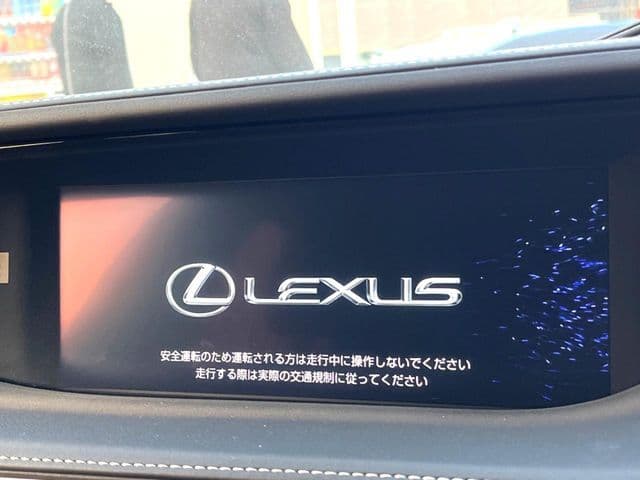 LEXUS
安全運転のため運転される方は走行中に操作しないでください
走行する際は実際の交通規制に従ってください